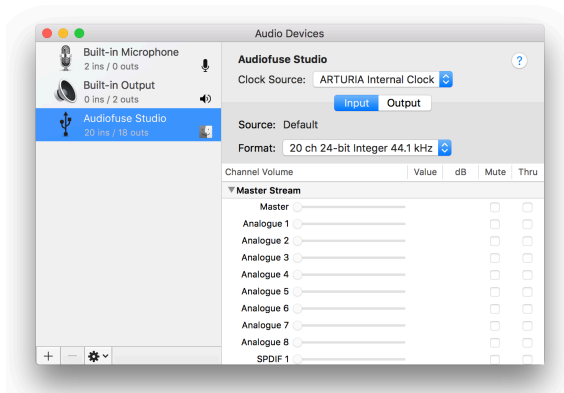 Audio Devices
Built-in Microphone
2 ins / 0 outs
Built-in Output
0 ins / 2 outs
Audiofuse Studio
20 ins / 18 outs
Audiofuse Studio
?
Clock Source: ARTURIA Internal Clock
Input Output
Source: Default
Format: 20 ch 24-bit Integer 44.1 kHz
Channel Volume Value dB Mute Thru
Master Stream
Master
Analogue 1
Analogue 2
Analogue 3
Analogue 4
Analogue 5
Analogue 6
Analogue 7
Analogue 8
SPDIF 1